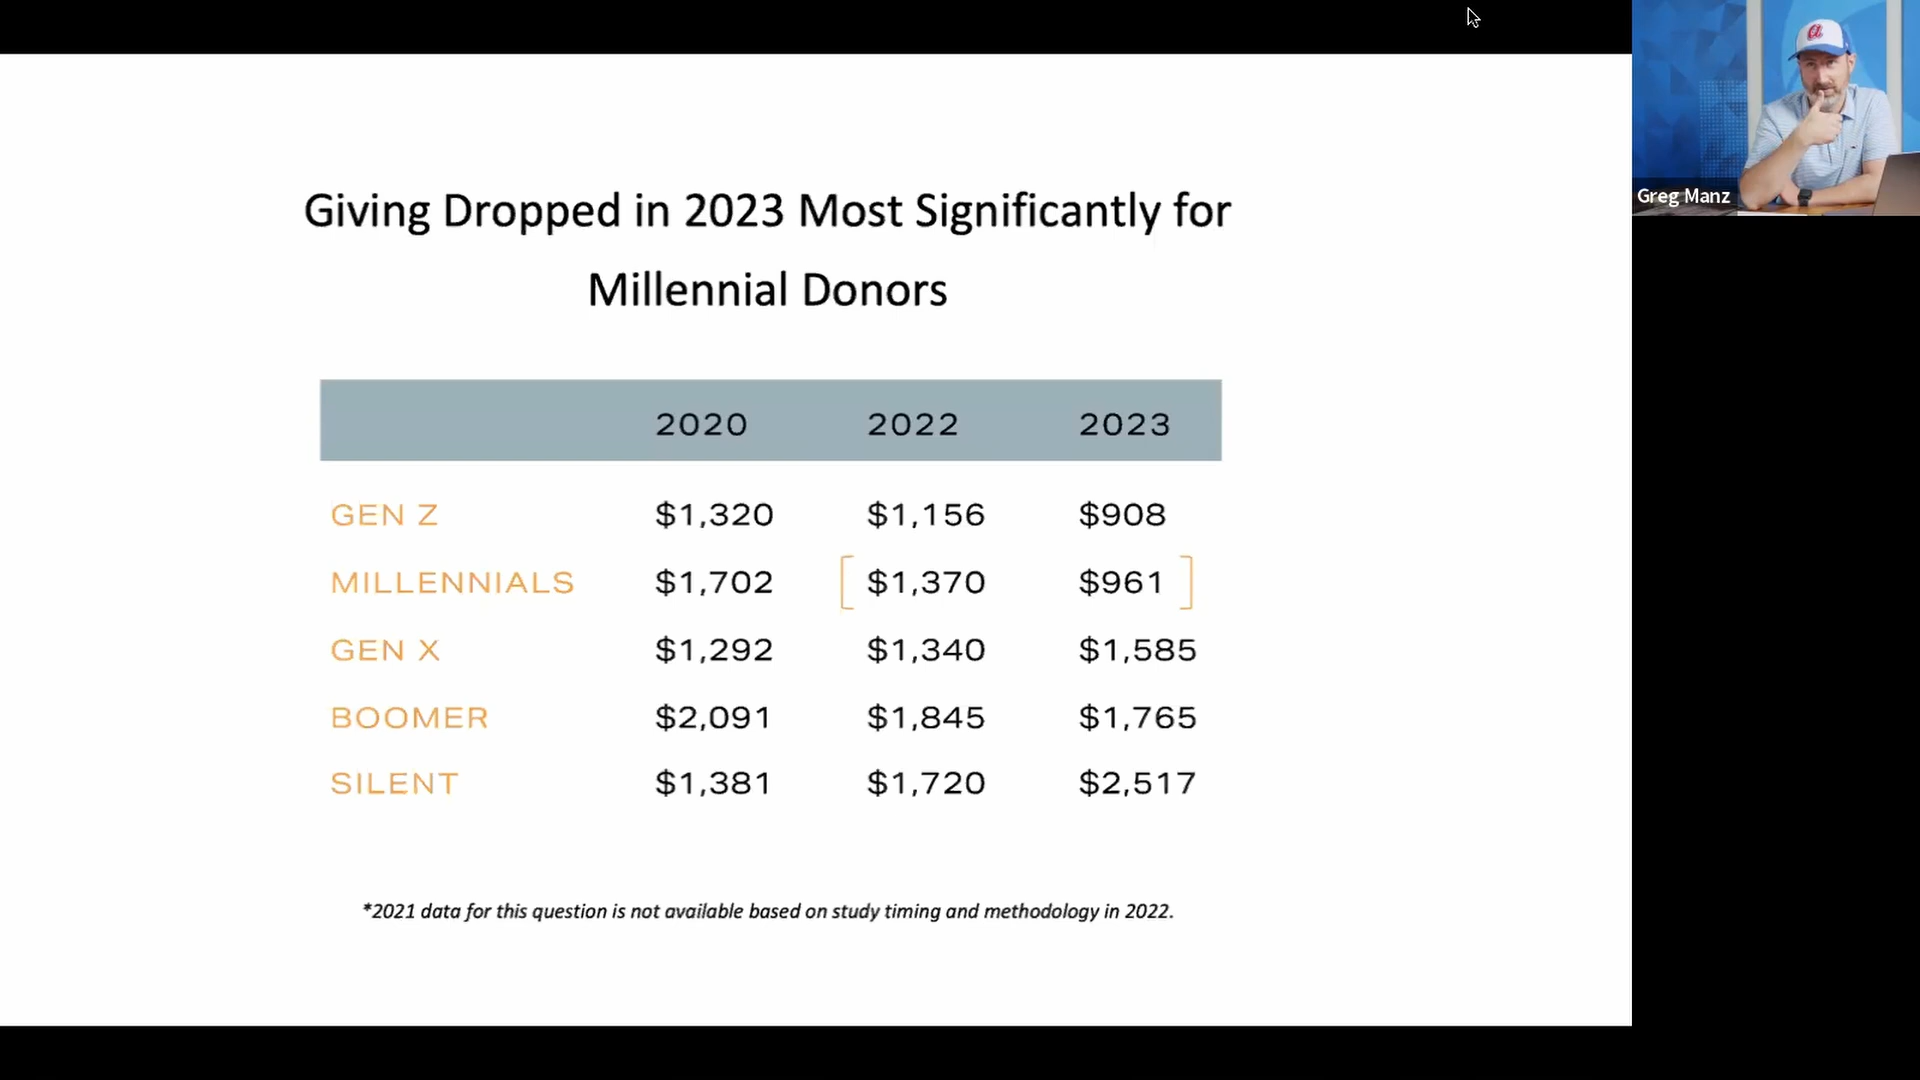 Giving Dropped in 2023 Most Significantly for
Millennial Donors
2020 2022 2023
GEN Z $1,320 $1,156 $908
MILLENNIALS $1,702 [ $1,370 $961 ]
GEN X $1,292 $1,340 $1,585
BOOMER $2,091 $1,845 $1,765
SILENT $1,381 $1,720 $2,517
*2021 data for this question is not available based on study timing and methodology in 2022.
Greg Manz